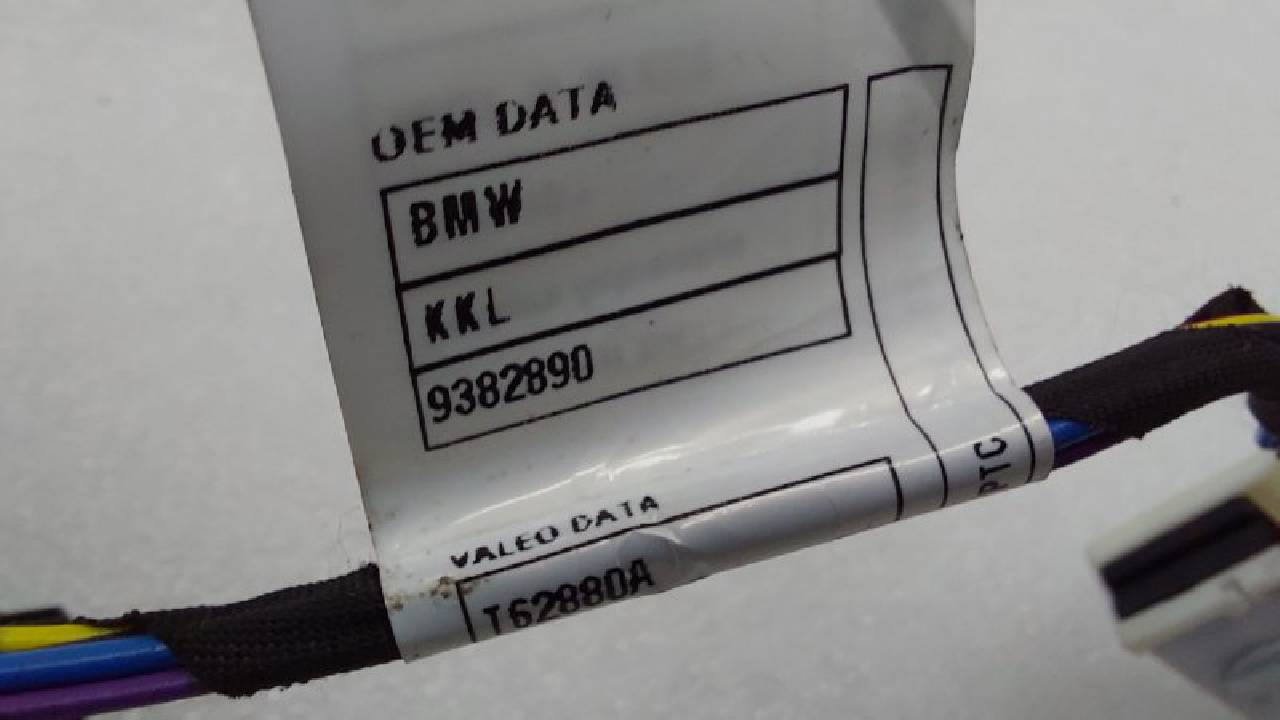 OEM DATA
BMW
KKL
9382890
PTC
VALEO DATA
T62880A